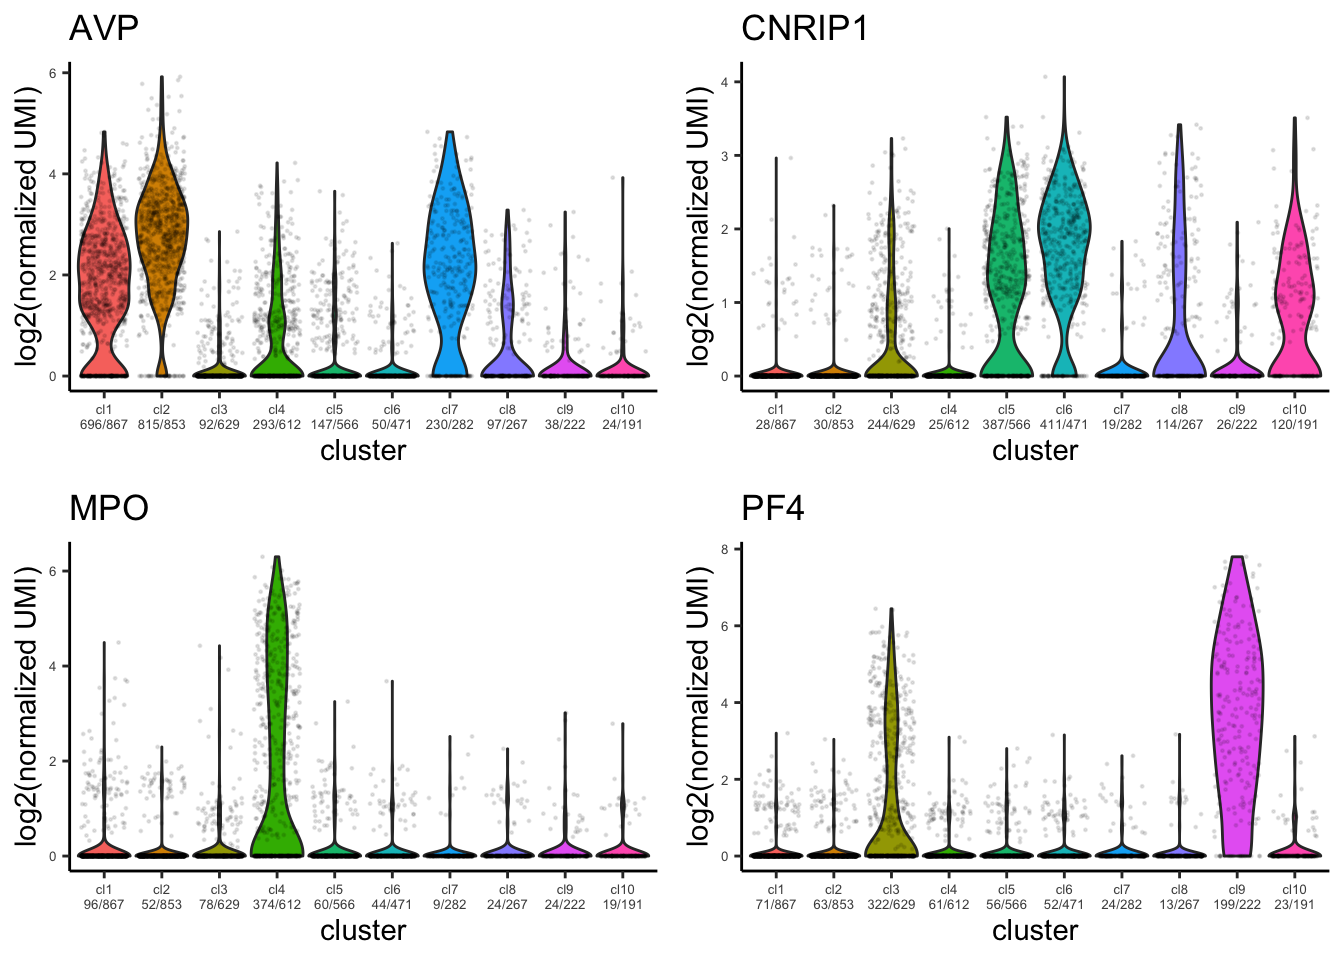 AVP
log2(normalized UMI)
6
4
2
0
cl1 cl2 cl3 cl4 cl5 cl6 cl7 cl8 cl9 cl10
696/867 815/853 92/629 293/612 147/566 50/471 230/282 97/267 38/222 24/191
cluster
CNRIP1
log2(normalized UMI)
4
3
2
1
0
cl1 cl2 cl3 cl4 cl5 cl6 cl7 cl8 cl9 cl10
28/867 30/853 244/629 25/612 387/566 411/471 19/282 114/267 26/222 120/191
cluster
MPO
log2(normalized UMI)
6
4
2
0
cl1 cl2 cl3 cl4 cl5 cl6 cl7 cl8 cl9 cl10
96/867 52/853 78/629 374/612 60/566 44/471 9/282 24/267 24/222 19/191
cluster
PF4
log2(normalized UMI)
8
6
4
2
0
cl1 cl2 cl3 cl4 cl5 cl6 cl7 cl8 cl9 cl10
71/867 63/853 322/629 61/612 56/566 52/471 24/282 13/267 199/222 23/191
cluster